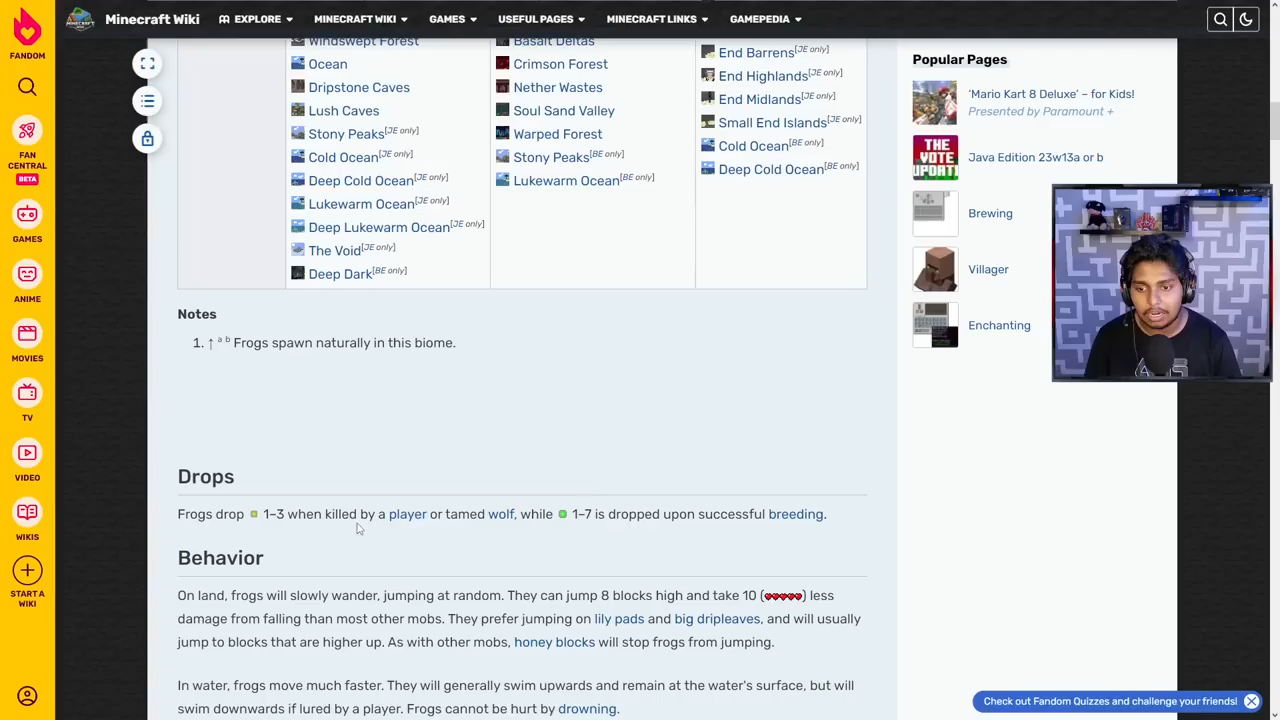 Minecraft Wiki
EXPLORE
MINECRAFT WIKI
GAMES
USEFUL PAGES
MINECRAFT LINKS
GAMEPEDIA
FANDOM
FAN CENTRAL
BETA
GAMES
ANIME
MOVIES
TV
VIDEO
WIKIS
START A WIKI
Windswept Forest
Ocean
Dripstone Caves
Lush Caves
Stony Peaks[JE only]
Cold Ocean[JE only]
Deep Cold Ocean[JE only]
Lukewarm Ocean[JE only]
Deep Lukewarm Ocean[JE only]
The Void[JE only]
Deep Dark[BE only]
Basalt Deltas
Crimson Forest
Nether Wastes
Soul Sand Valley
Warped Forest
Stony Peaks[BE only]
Lukewarm Ocean[BE only]
End Barrens[JE only]
End Highlands[JE only]
End Midlands[JE only]
Small End Islands[JE only]
Cold Ocean[BE only]
Deep Cold Ocean[BE only]
Notes
1. ↑ a b Frogs spawn naturally in this biome.
Drops
Frogs drop 1–3 when killed by a player or tamed wolf, while 1–7 is dropped upon successful breeding.
Behavior
On land, frogs will slowly wander, jumping at random. They can jump 8 blocks high and take 10 (♥♥♥♥♥) less
damage from falling than most other mobs. They prefer jumping on lily pads and big dripleaves, and will usually
jump to blocks that are higher up. As with other mobs, honey blocks will stop frogs from jumping.
In water, frogs move much faster. They will generally swim upwards and remain at the water's surface, but will
swim downwards if lured by a player. Frogs cannot be hurt by drowning.
Popular Pages
'Mario Kart 8 Deluxe' – for Kids!
Presented by Paramount +
THE VOTE UPDATE
Java Edition 23w13a or b
Brewing
Villager
Enchanting
Check out Fandom Quizzes and challenge your friends!